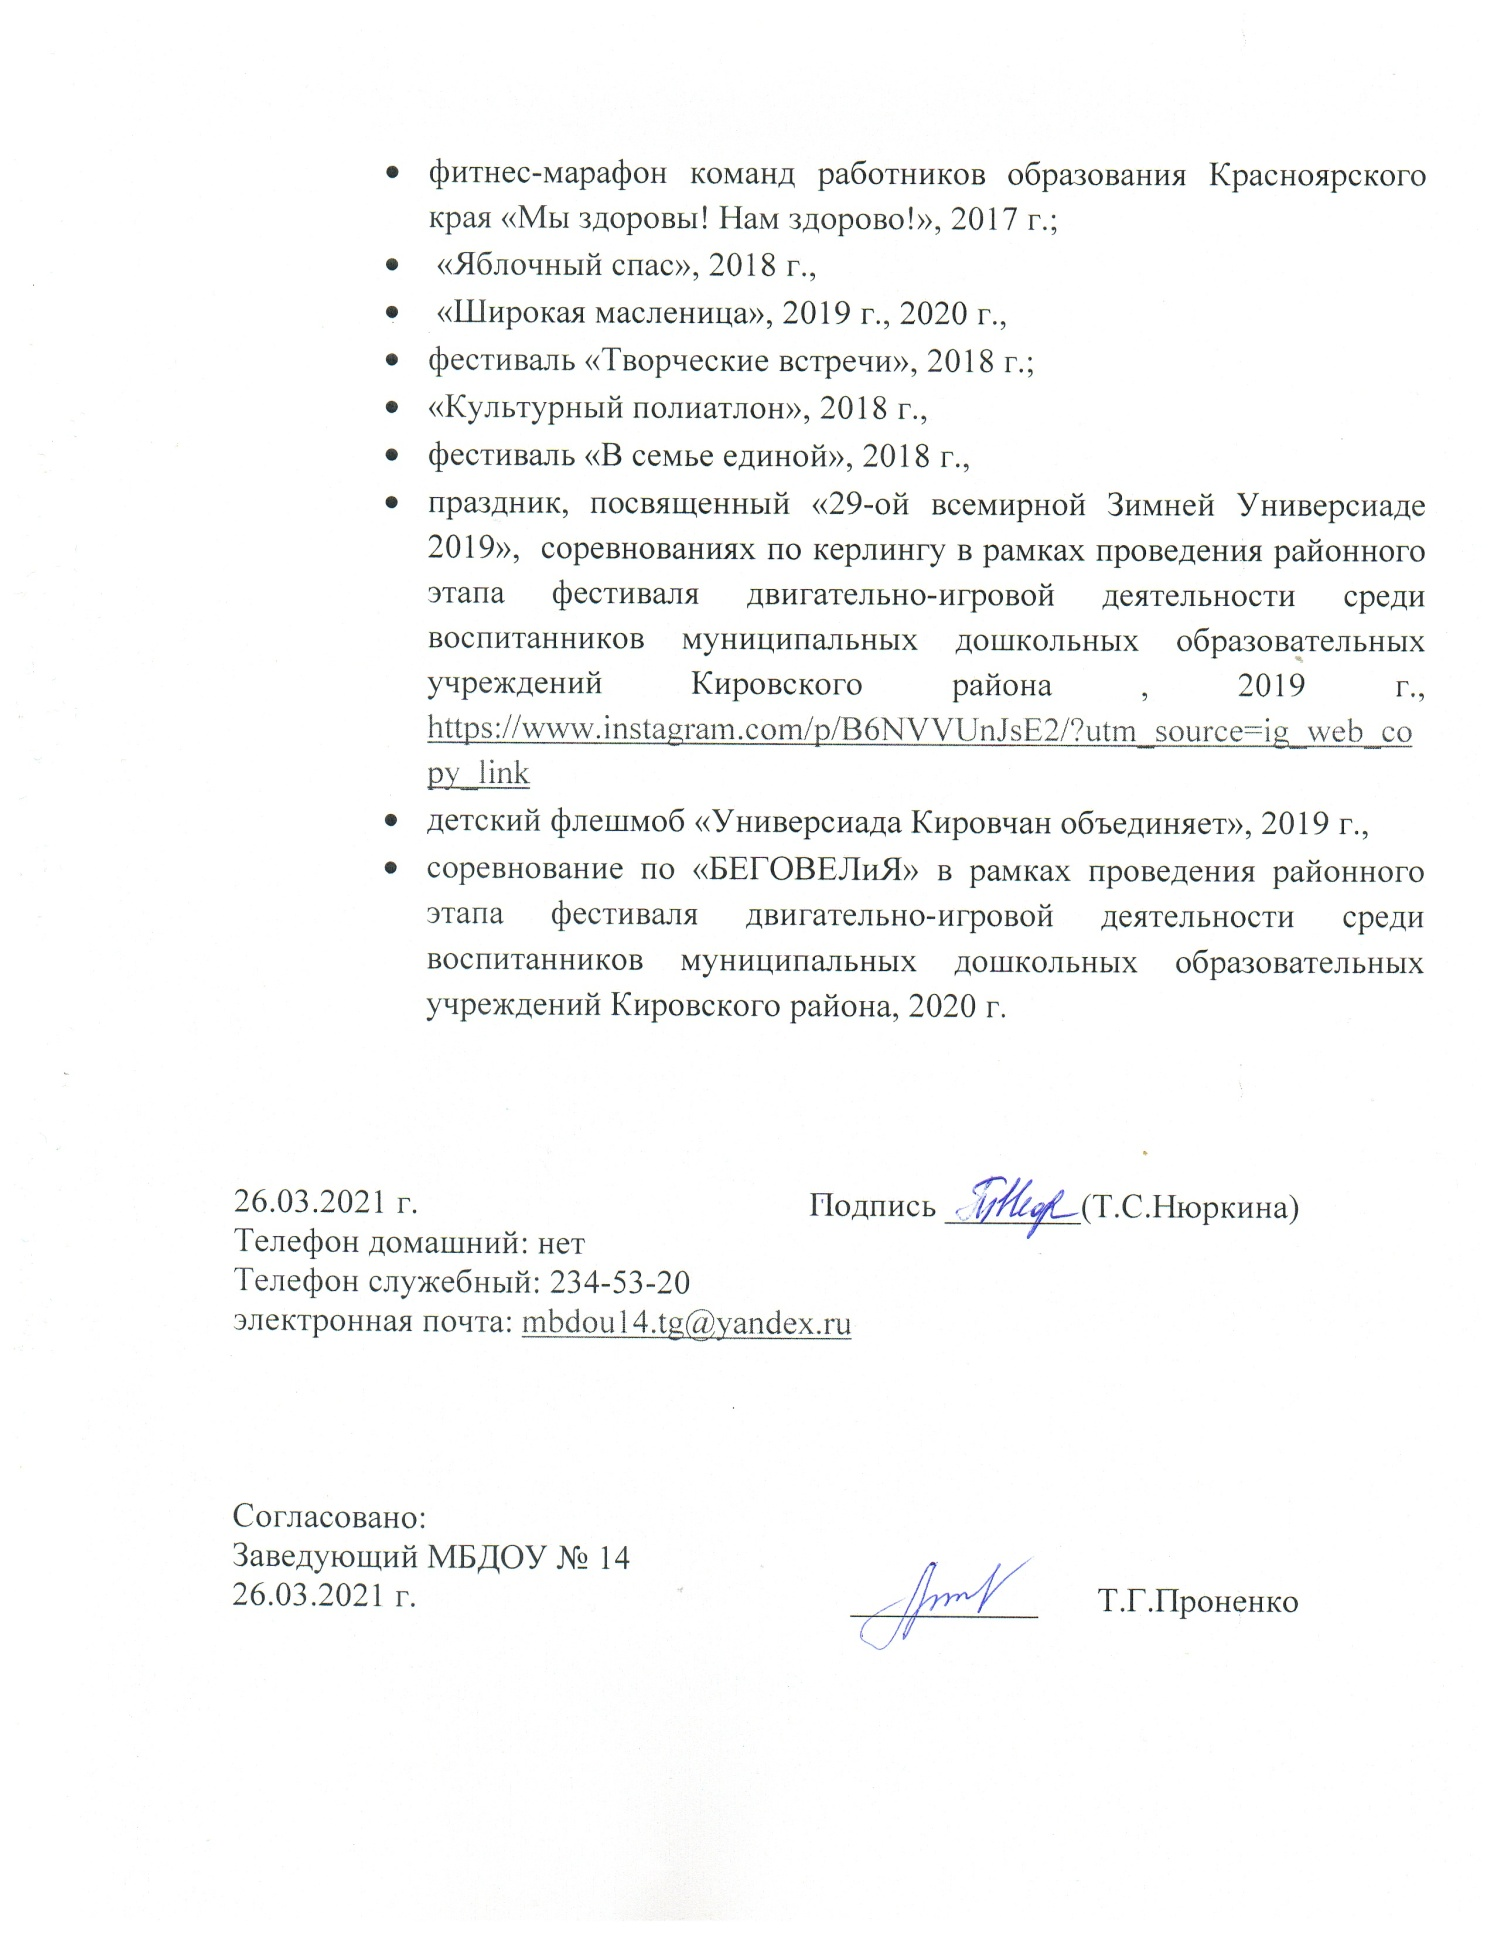 • фитнес-марафон команд работников образования Красноярского
края «Мы здоровы! Нам здорово!», 2017 г.;
• «Яблочный спас», 2018 г.,
• «Широкая масленица», 2019 г., 2020 г.,
• фестиваль «Творческие встречи», 2018 г.;
• «Культурный полиатлон», 2018 г.,
• фестиваль «В семье единой», 2018 г.,
• праздник, посвященный «29-ой всемирной Зимней Универсиаде
2019», соревнованиях по керлингу в рамках проведения районного
этапа фестиваля двигательно-игровой деятельности среди
воспитанников муниципальных дошкольных образовательных
учреждений Кировского района , 2019 г.,
https://www.instagram.com/p/B6NVVUnJsE2/?utm_source=ig_web_co
py_link
• детский флешмоб «Универсиада Кировчан объединяет», 2019 г.,
• соревнование по «БЕГОВЕЛиЯ» в рамках проведения районного
этапа фестиваля двигательно-игровой деятельности среди
воспитанников муниципальных дошкольных образовательных
учреждений Кировского района, 2020 г.
26.03.2021 г. Подпись ________(Т.С.Нюркина)
Телефон домашний: нет
Телефон служебный: 234-53-20
электронная почта: mbdou14.tg@yandex.ru
Согласовано:
Заведующий МБДОУ № 14
26.03.2021 г. ___________ Т.Г.Проненко